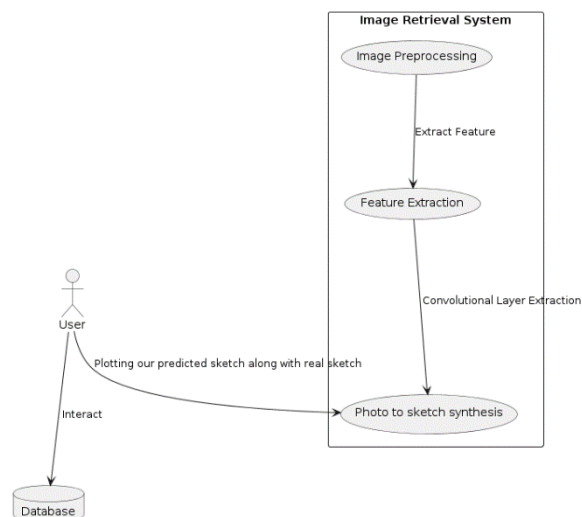 Image Retrieval System
Image Preprocessing
Extract Feature
Feature Extraction
Convolutional Layer Extraction
User
Plotting our predicted sketch along with real sketch
Interact
Photo to sketch synthesis
Database